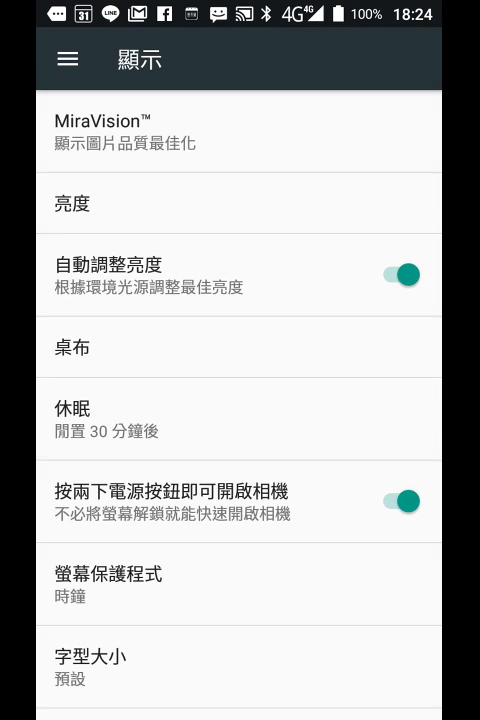 31 LINE 4G 4G 100% 18:24
顯示
MiraVision™
顯示圖片品質最佳化
亮度
自動調整亮度
根據環境光源調整最佳亮度
桌布
休眠
閒置 30 分鐘後
按兩下電源按鈕即可開啟相機
不必將螢幕解鎖就能快速開啟相機
螢幕保護程式
時鐘
字型大小
預設